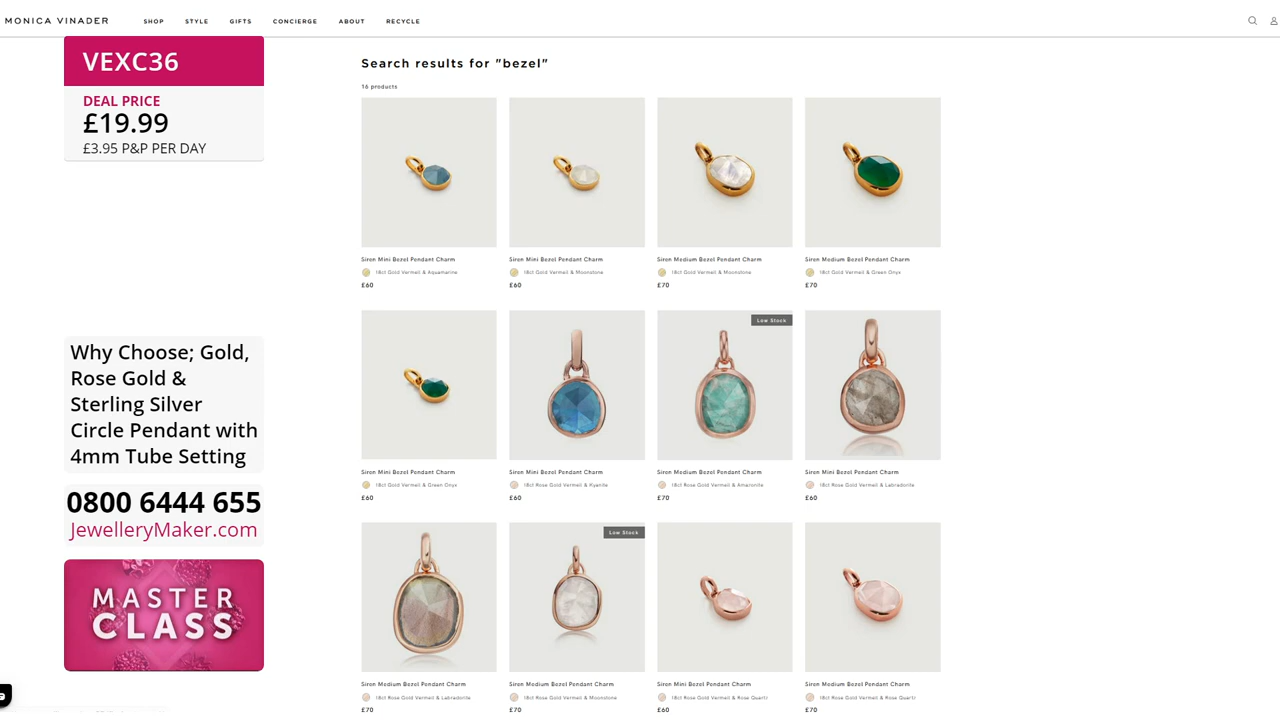 MONICA VINADER
SHOP STYLE GIFTS CONCIERGE ABOUT RECYCLE
VEXC36
DEAL PRICE
£19.99
£3.95 P&P PER DAY
Why Choose; Gold,
Rose Gold &
Sterling Silver
Circle Pendant with
4mm Tube Setting
0800 6444 655
JewelleryMaker.com
MASTER
CLASS
Search results for "bezel"
16 products
Siren Mini Bezel Pendant Charm
18ct Gold Vermeil & Aquamarine
£60
Siren Mini Bezel Pendant Charm
18ct Gold Vermeil & Moonstone
£60
Siren Medium Bezel Pendant Charm
18ct Gold Vermeil & Moonstone
£70
Siren Medium Bezel Pendant Charm
18ct Gold Vermeil & Green Onyx
£70
Siren Mini Bezel Pendant Charm
18ct Gold Vermeil & Green Onyx
£60
Siren Mini Bezel Pendant Charm
18ct Rose Gold Vermeil & Kyanite
£60
Low Stock
Siren Medium Bezel Pendant Charm
18ct Rose Gold Vermeil & Amazonite
£70
Siren Mini Bezel Pendant Charm
18ct Rose Gold Vermeil & Labradorite
£60
Siren Medium Bezel Pendant Charm
18ct Rose Gold Vermeil & Labradorite
£70
Low Stock
Siren Medium Bezel Pendant Charm
18ct Rose Gold Vermeil & Moonstone
£70
Siren Mini Bezel Pendant Charm
18ct Rose Gold Vermeil & Rose Quartz
£60
Siren Medium Bezel Pendant Charm
18ct Rose Gold Vermeil & Rose Quartz
£70